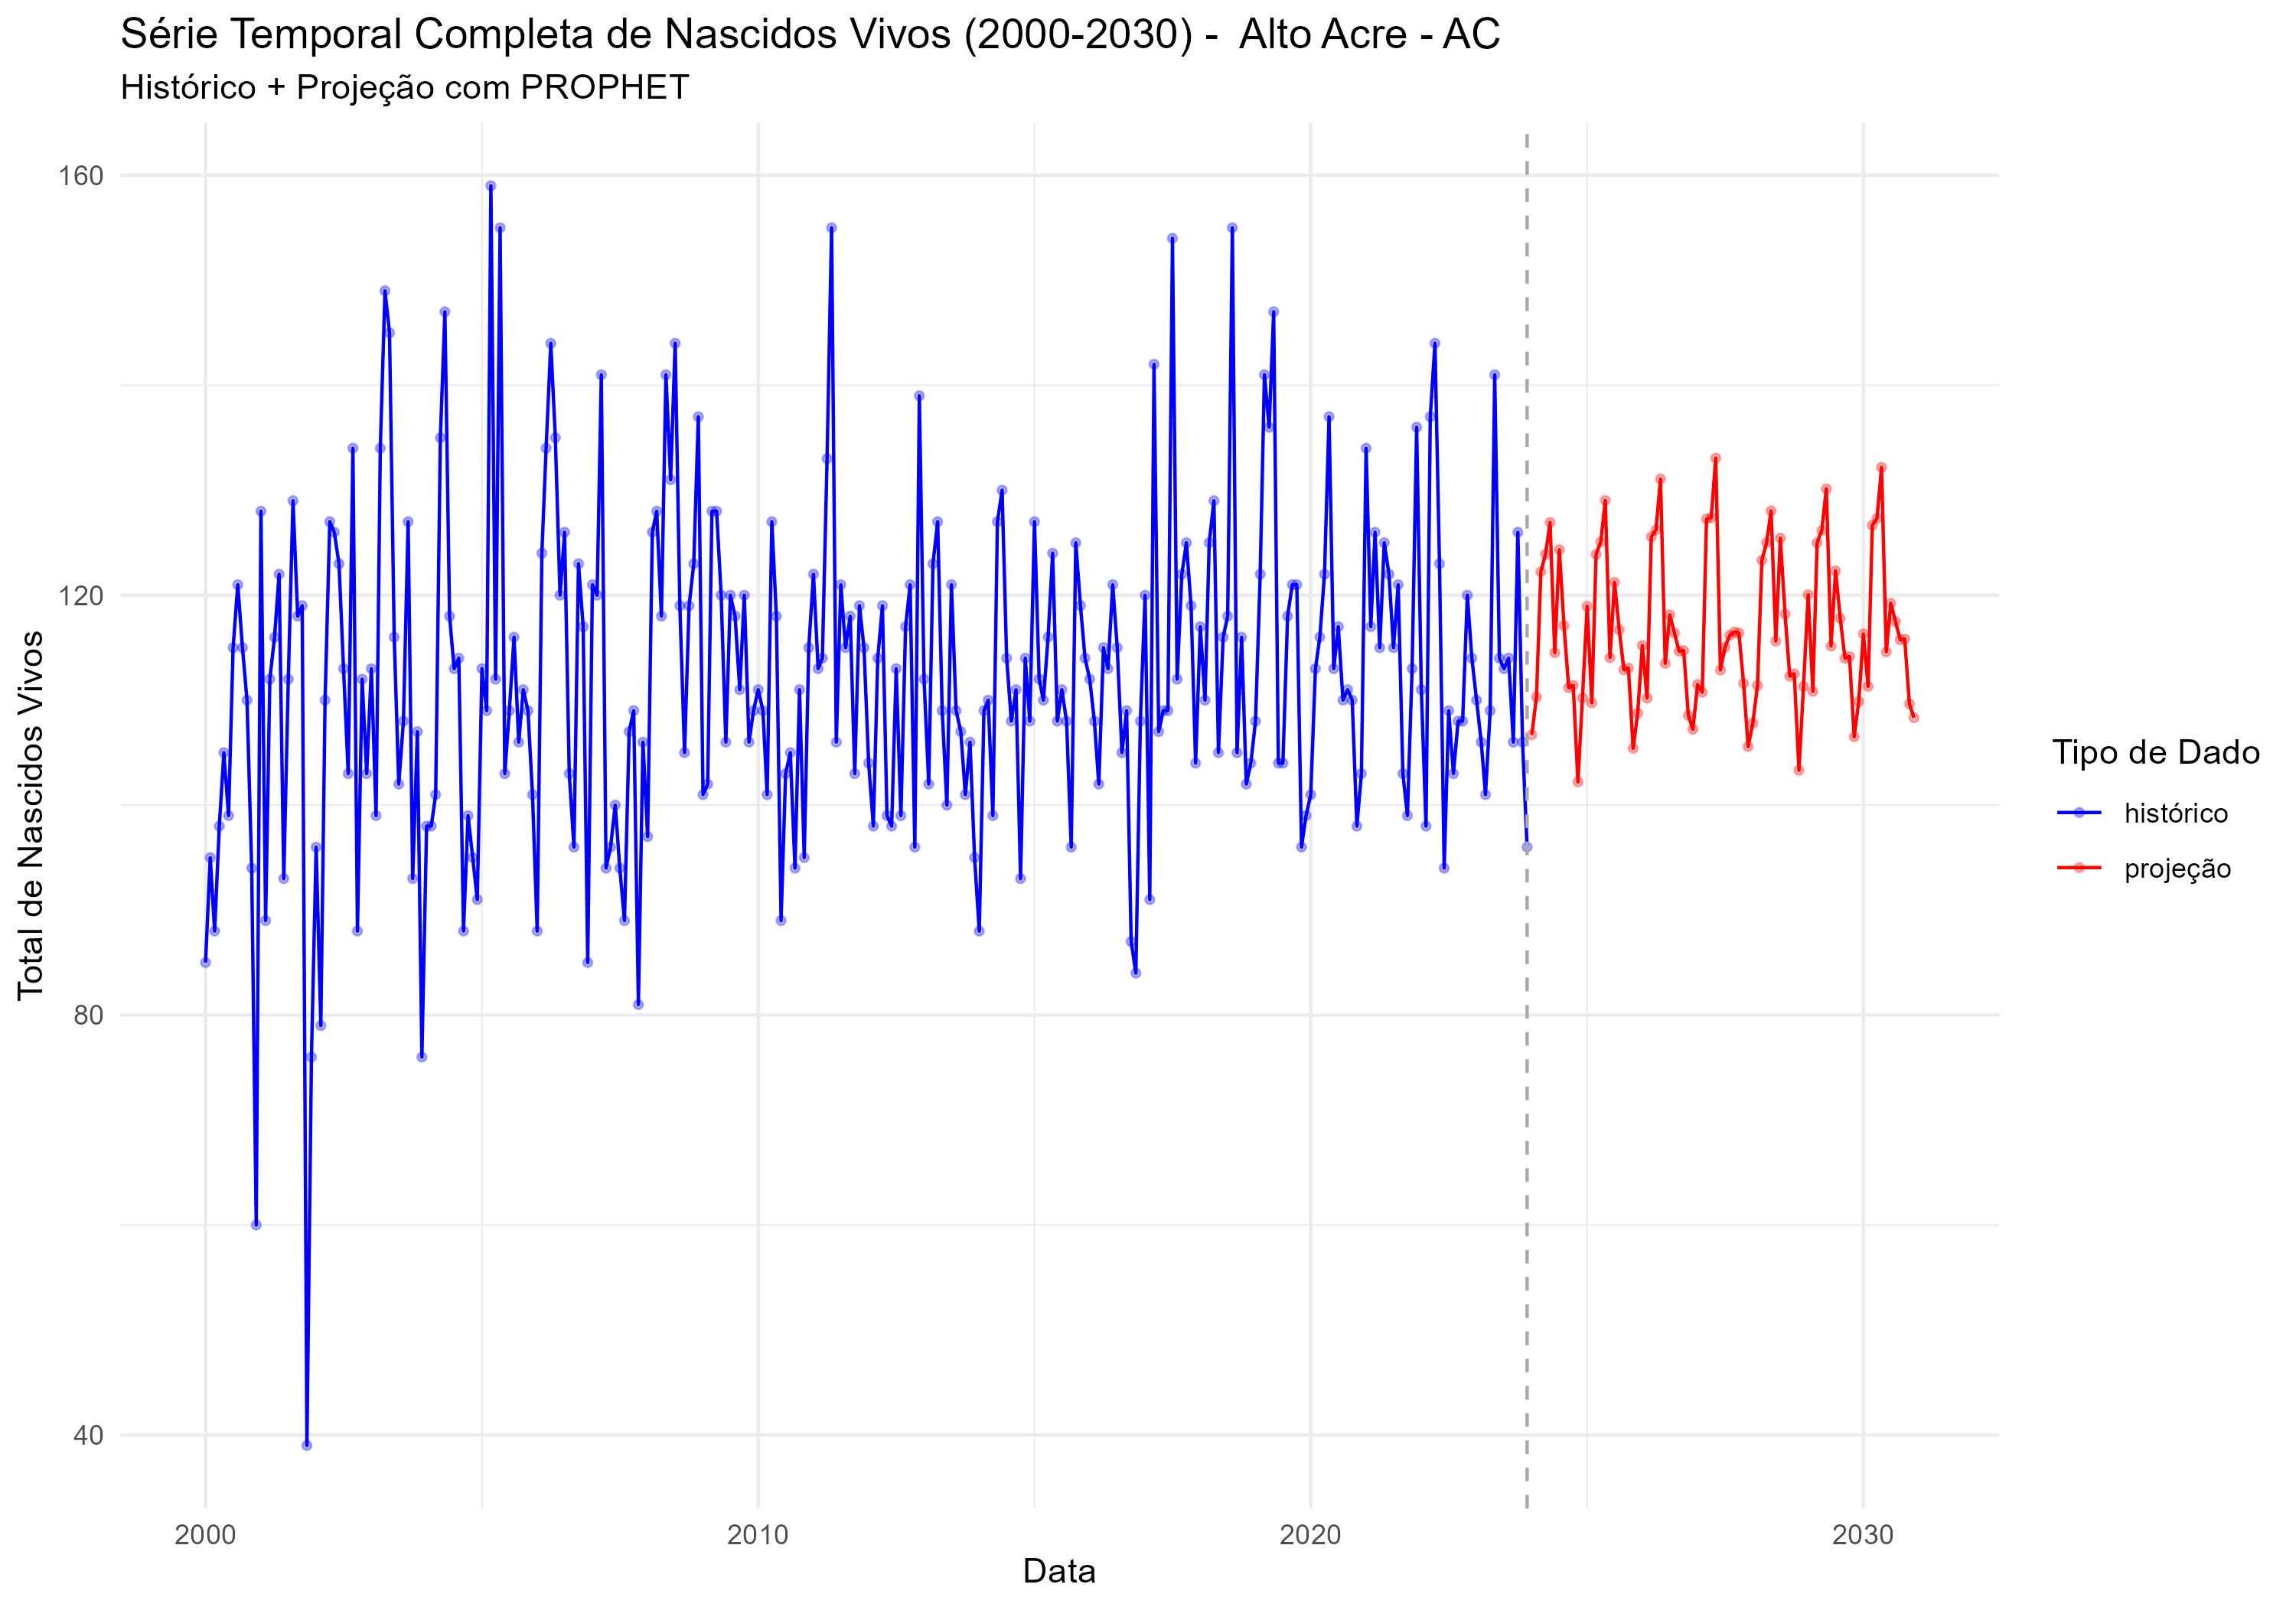 Série Temporal Completa de Nascidos Vivos (2000-2030) -  Alto Acre - AC
Histórico + Projeção com PROPHET
Total de Nascidos Vivos
160
120
80
40
2000
2010
2020
2030
Data
Tipo de Dado
histórico
projeção